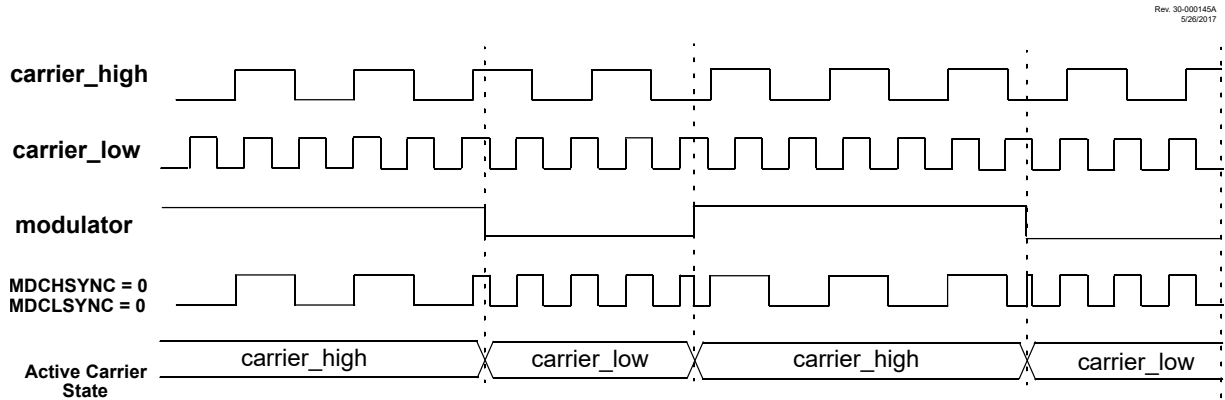 Rev. 30-000145A
5/26/2017
carrier_high
carrier_low
modulator
MDCHSYNC = 0
MDCLSYNC = 0
Active Carrier
State
carrier_high
carrier_low
carrier_high
carrier_low